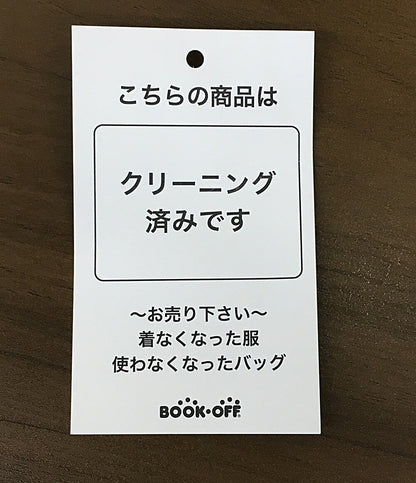 こちらの商品は
クリーニング
済みです
～お売り下さい～
着なくなった服
使わなくなったバッグ
BOOK・OFF